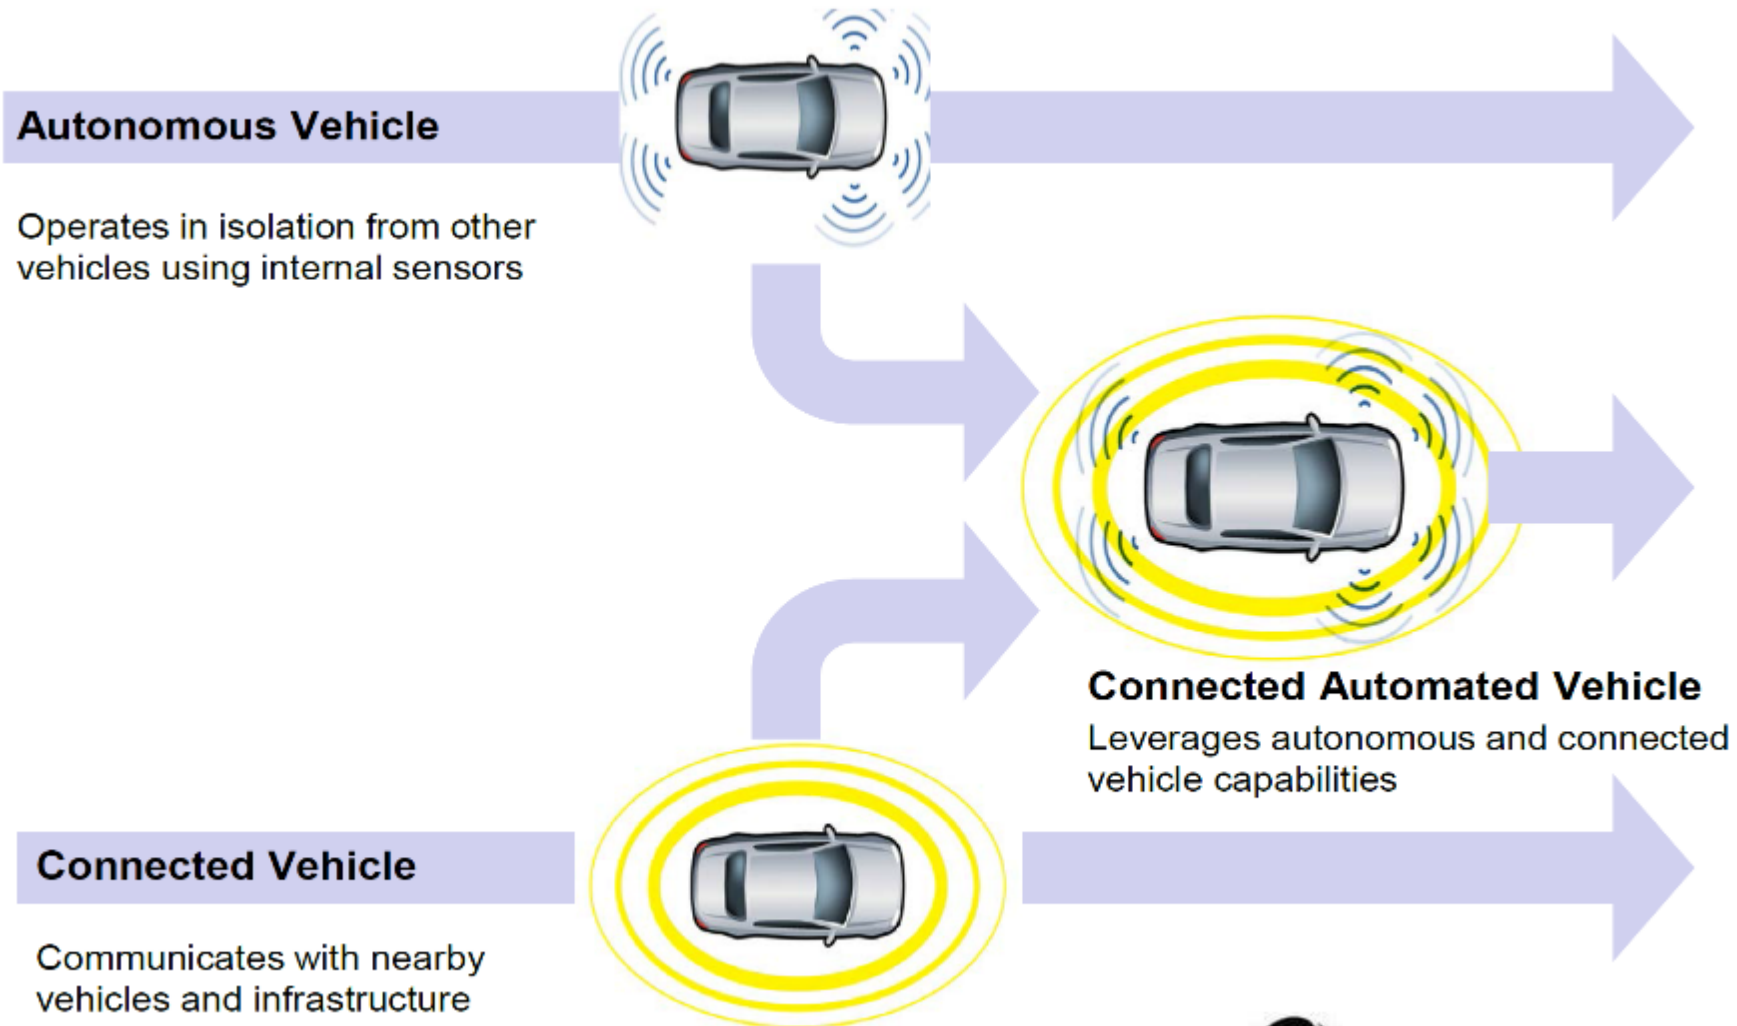 Autonomous Vehicle
Operates in isolation from other
vehicles using internal sensors
Connected Automated Vehicle
Leverages autonomous and connected
vehicle capabilities
Connected Vehicle
Communicates with nearby
vehicles and infrastructure